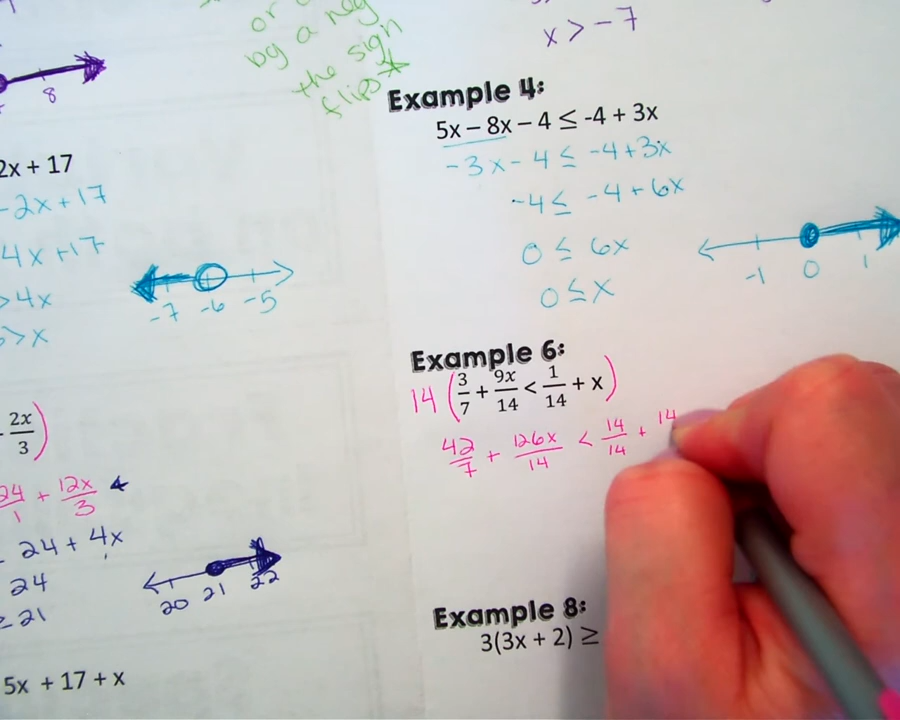 or
by a neg
the sign
flips
8
2x + 17
-2x + 17
4x + 17
> 4x
> x
-7 -6 -5
2x/3 )
24/1 + 12x/3
24 + 4x
24
21
20 21 22
5x + 17 + x
x > -7
Example 4:
5x – 8x – 4 ≤ -4 + 3x
-3x - 4 ≤ -4 + 3x
-4 ≤ -4 + 6x
0 ≤ 6x
0 ≤ x
-1 0 1
Example 6:
14 ( 3/7 + 9x/14 < 1/14 + x )
42/7 + 126x/14 < 14/14 + 14
Example 8:
3(3x + 2) ≥